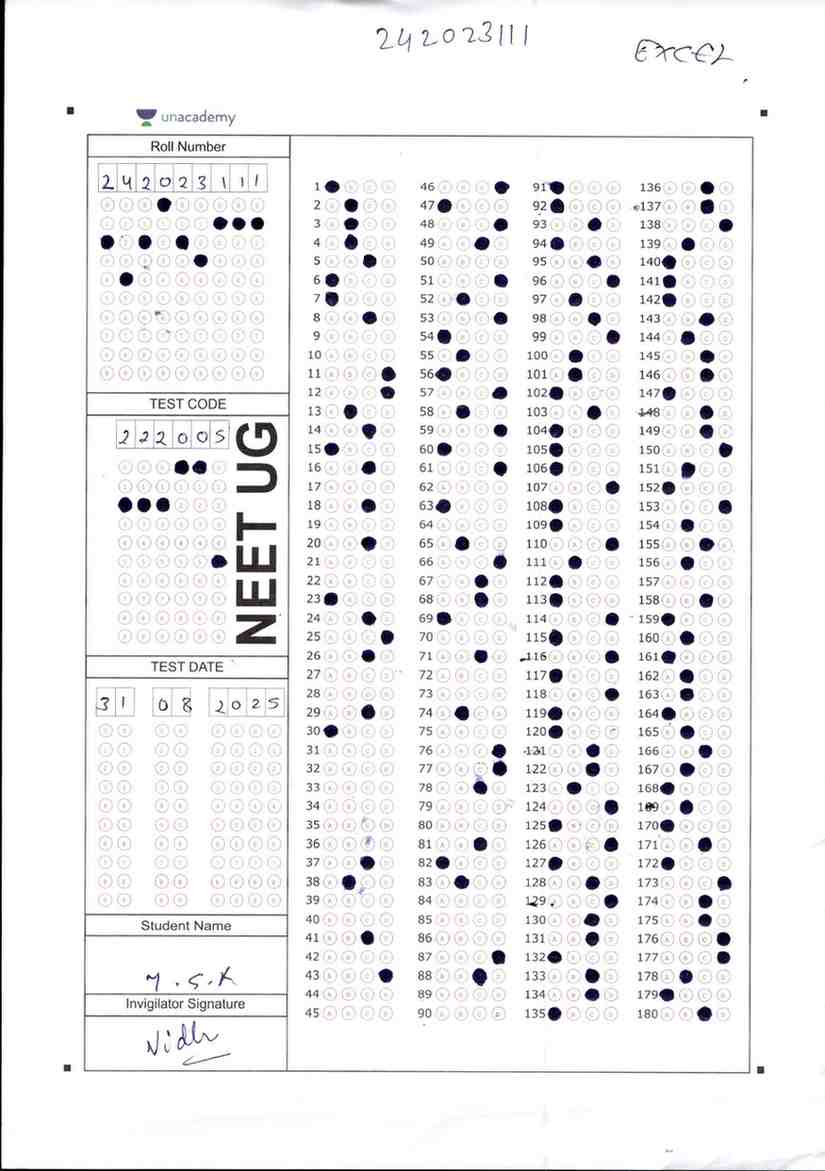 242023111
EXCEL
unacademy
Roll Number
2 4 2 0 2 3 1 1 1
TEST CODE
2 2 2 0 0 5
NEET UG
TEST DATE
31 08 2025
Student Name
M.S.K
Invigilator Signature
Nidhi
1 46 91 136
2 47 92 137
3 48 93 138
4 49 94 139
5 50 95 140
6 51 96 141
7 52 97 142
8 53 98 143
9 54 99 144
10 55 100 145
11 56 101 146
12 57 102 147
13 58 103 148
14 59 104 149
15 60 105 150
16 61 106 151
17 62 107 152
18 63 108 153
19 64 109 154
20 65 110 155
21 66 111 156
22 67 112 157
23 68 113 158
24 69 114 159
25 70 115 160
26 71 116 161
27 72 117 162
28 73 118 163
29 74 119 164
30 75 120 165
31 76 121 166
32 77 122 167
33 78 123 168
34 79 124 169
35 80 125 170
36 81 126 171
37 82 127 172
38 83 128 173
39 84 129 174
40 85 130 175
41 86 131 176
42 87 132 177
43 88 133 178
44 89 134 179
45 90 135 180